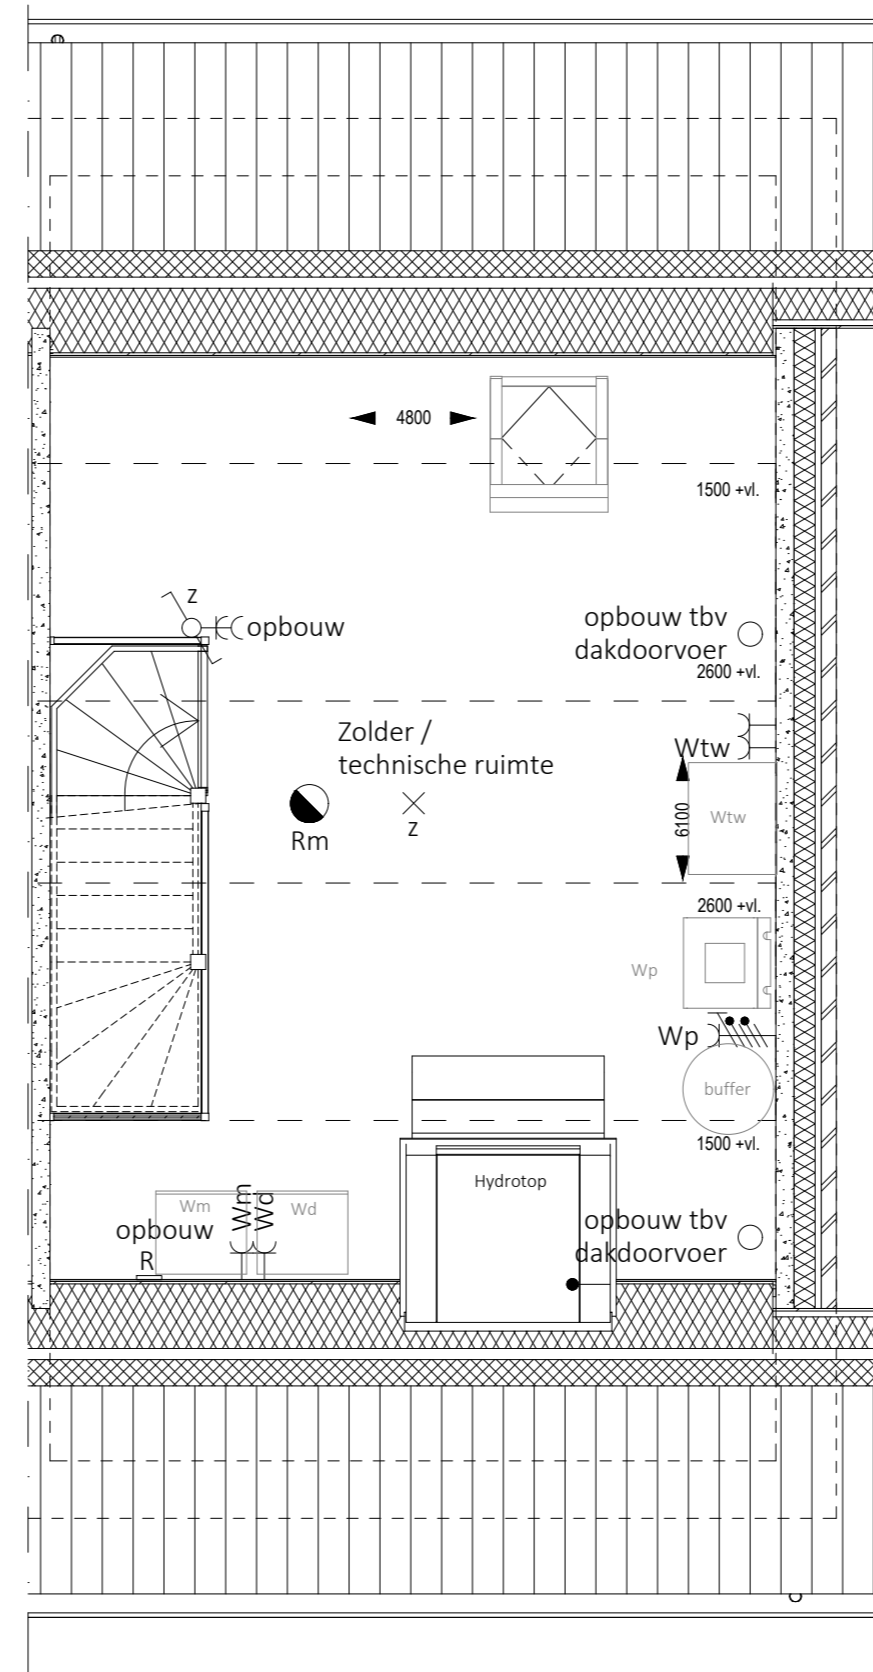 4800
1500 +vl.
z
opbouw
opbouw tbv
dakdoorvoer
2600 +vl.
Zolder /
technische ruimte
Wtw
6100
Wtw
Rm
z
2600 +vl.
Wp
Wp
buffer
1500 +vl.
Hydrotop
Wm
Wm
Wd
Wd
opbouw
R
opbouw tbv
dakdoorvoer